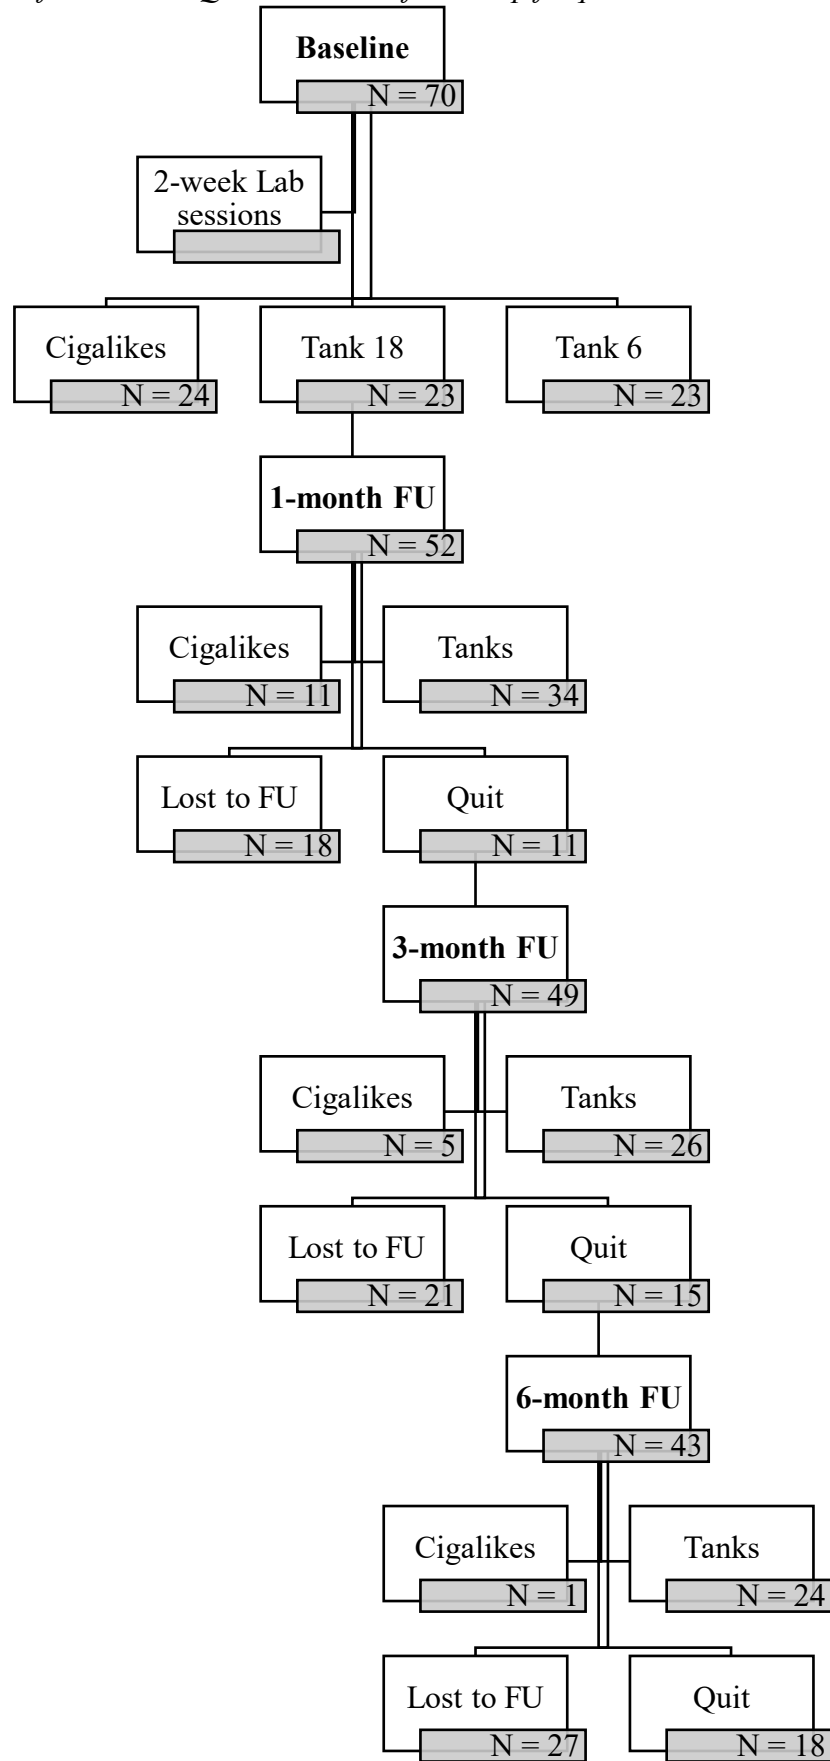 Baseline
N = 70
2-week Lab
sessions
Cigalikes
N = 24
Tank 18
N = 23
Tank 6
N = 23
1-month FU
N = 52
Cigalikes
N = 11
Tanks
N = 34
Lost to FU
N = 18
Quit
N = 11
3-month FU
N = 49
Cigalikes
N = 5
Tanks
N = 26
Lost to FU
N = 21
Quit
N = 15
6-month FU
N = 43
Cigalikes
N = 1
Tanks
N = 24
Lost to FU
N = 27
Quit
N = 18